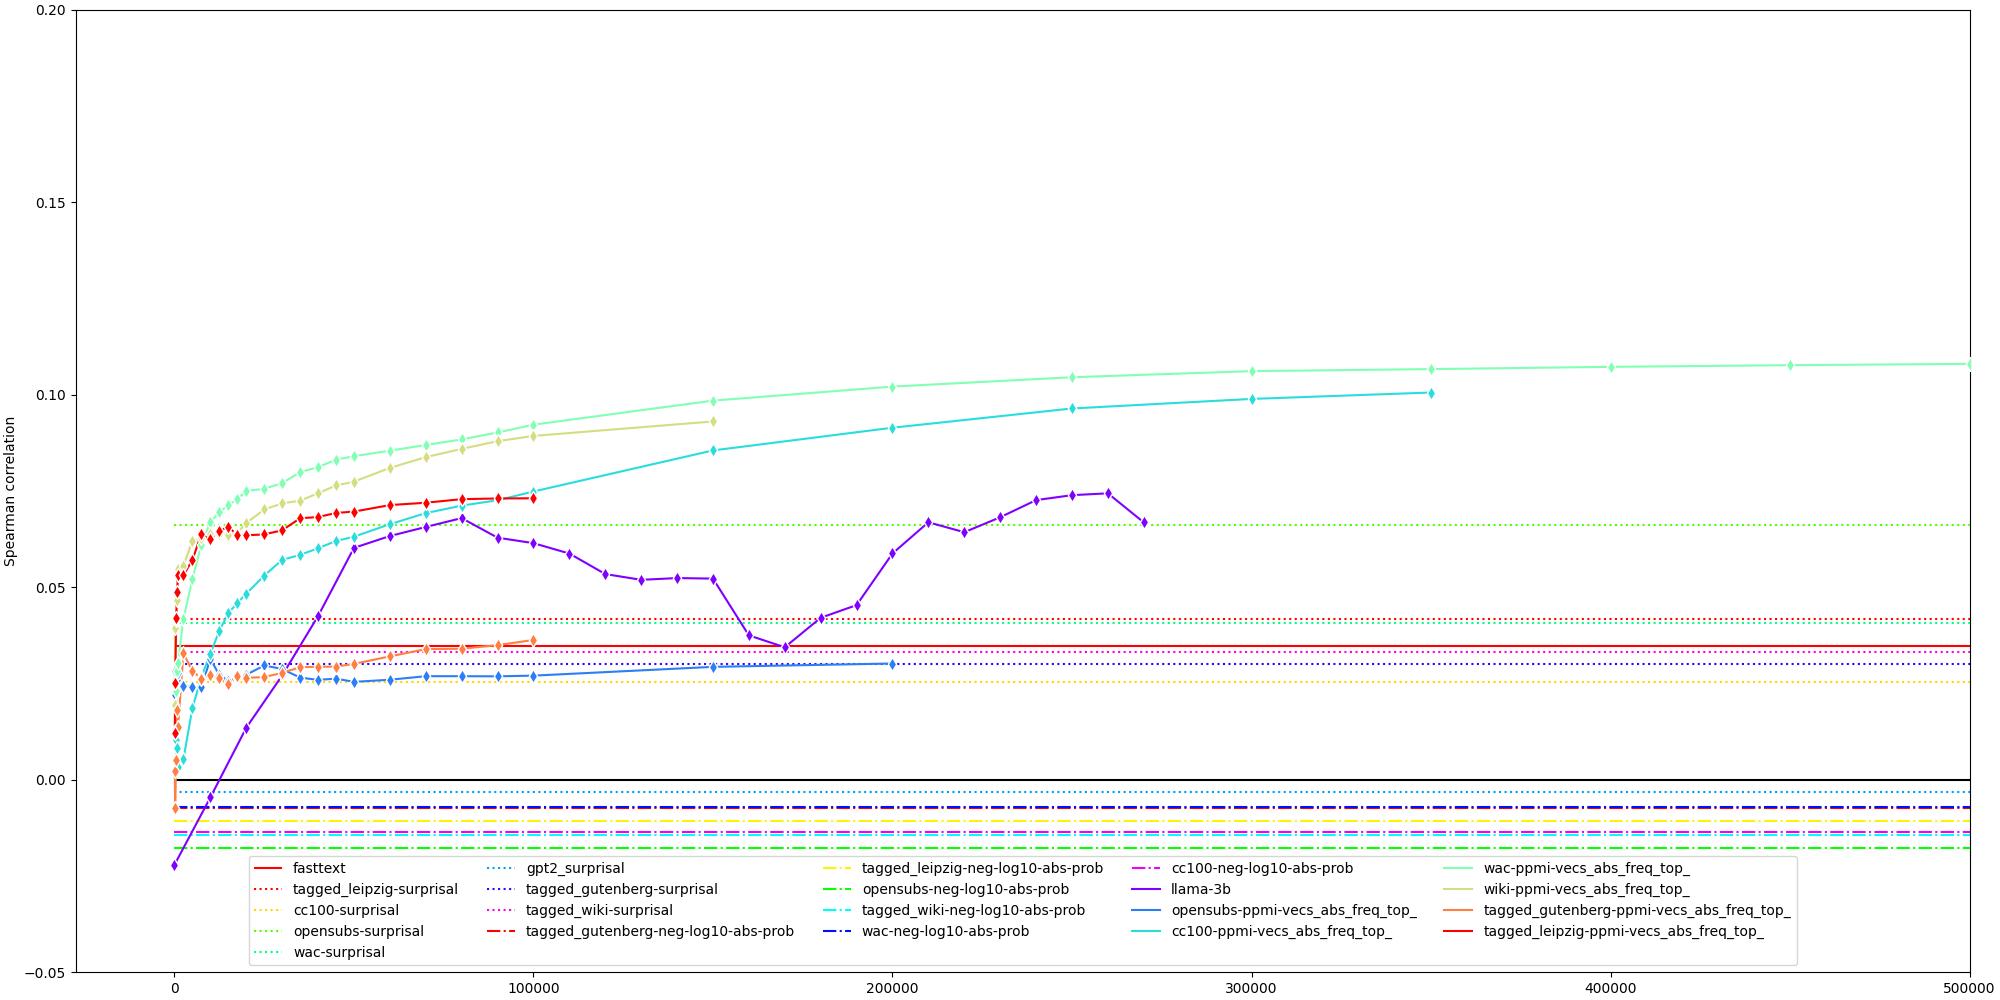 0.20
0.15
0.10
0.05
0.00
−0.05
Spearman correlation
fasttext
tagged_leipzig-surprisal
cc100-surprisal
opensubs-surprisal
wac-surprisal
gpt2_surprisal
tagged_gutenberg-surprisal
tagged_wiki-surprisal
tagged_gutenberg-neg-log10-abs-prob
tagged_leipzig-neg-log10-abs-prob
opensubs-neg-log10-abs-prob
tagged_wiki-neg-log10-abs-prob
wac-neg-log10-abs-prob
cc100-neg-log10-abs-prob
llama-3b
opensubs-ppmi-vecs_abs_freq_top_
cc100-ppmi-vecs_abs_freq_top_
wac-ppmi-vecs_abs_freq_top_
wiki-ppmi-vecs_abs_freq_top_
tagged_gutenberg-ppmi-vecs_abs_freq_top_
tagged_leipzig-ppmi-vecs_abs_freq_top_
0 100000 200000 300000 400000 500000